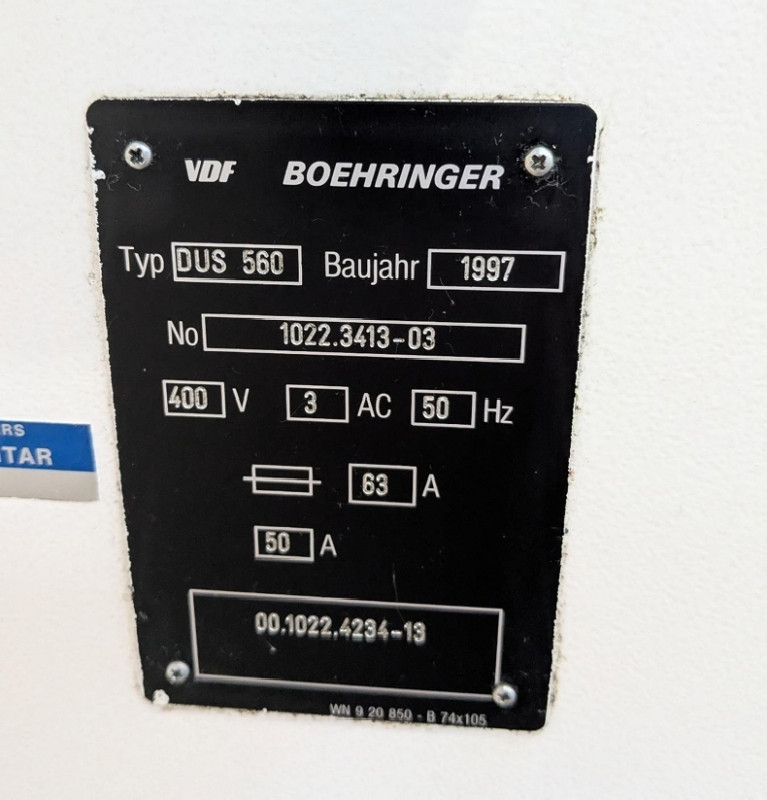 VDF BOEHRINGER
Typ DUS 560 Baujahr 1997
No 1022.3413-03
400 V 3 AC 50 Hz
63 A
50 A
00.1022.4234-13
WN 9 20 850 - B 74x105
RS
TAR